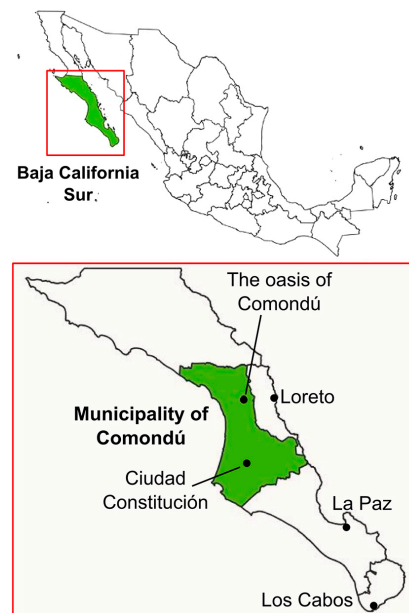 Baja California
Sur
The oasis of
Comondú
Loreto
Municipality of
Comondú
Ciudad
Constitución
La Paz
Los Cabos